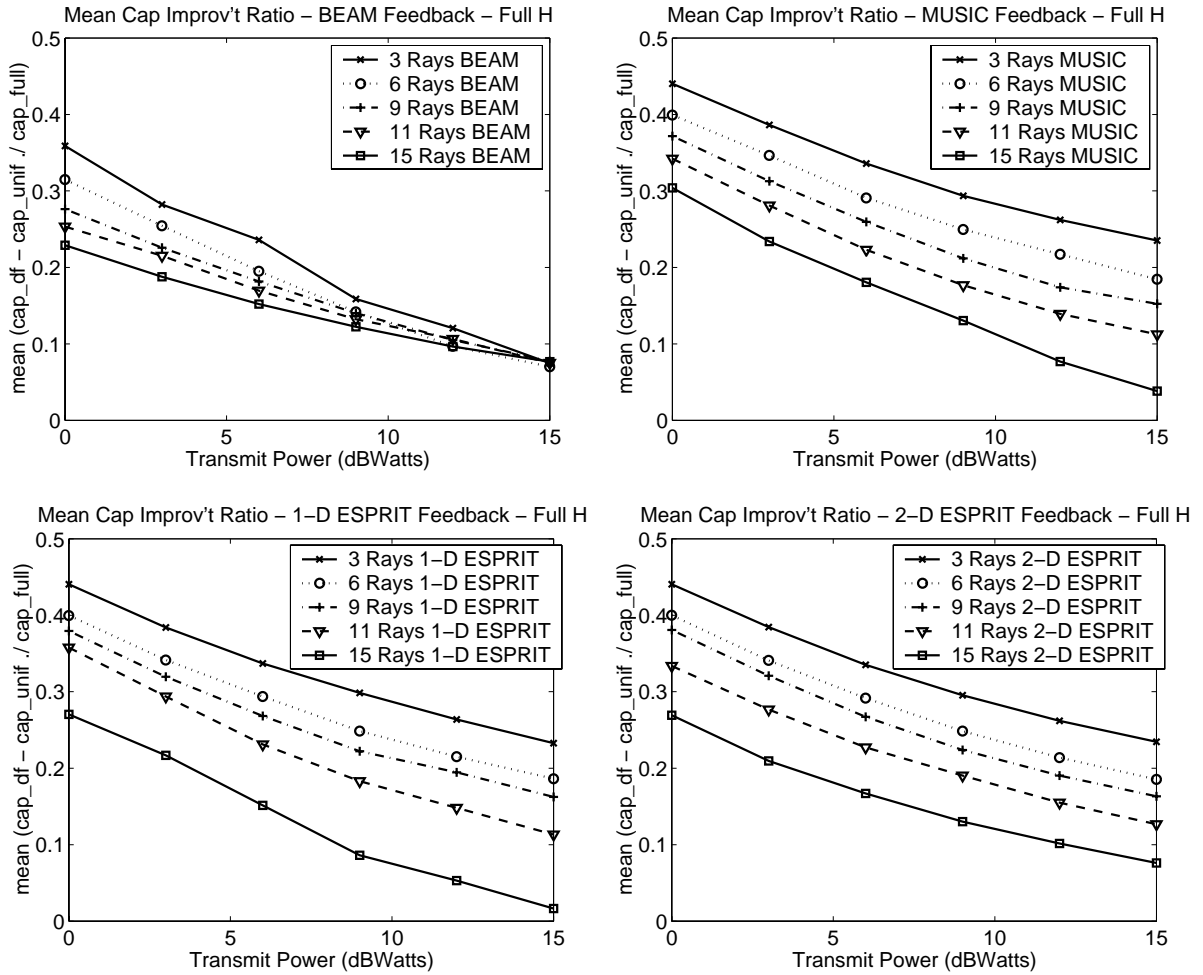 Mean Cap Improv't Ratio − BEAM Feedback − Full H
mean (cap_df − cap_unif ./ cap_full)
0.5
0.4
0.3
0.2
0.1
0
3 Rays BEAM
6 Rays BEAM
9 Rays BEAM
11 Rays BEAM
15 Rays BEAM
0
5
10
15
Transmit Power (dBWatts)
Mean Cap Improv't Ratio − MUSIC Feedback − Full H
mean (cap_df − cap_unif ./ cap_full)
0.5
0.4
0.3
0.2
0.1
0
3 Rays MUSIC
6 Rays MUSIC
9 Rays MUSIC
11 Rays MUSIC
15 Rays MUSIC
0
5
10
15
Transmit Power (dBWatts)
Mean Cap Improv't Ratio − 1−D ESPRIT Feedback − Full H
mean (cap_df − cap_unif ./ cap_full)
0.5
0.4
0.3
0.2
0.1
0
3 Rays 1−D ESPRIT
6 Rays 1−D ESPRIT
9 Rays 1−D ESPRIT
11 Rays 1−D ESPRIT
15 Rays 1−D ESPRIT
0
5
10
15
Transmit Power (dBWatts)
Mean Cap Improv't Ratio − 2−D ESPRIT Feedback − Full H
mean (cap_df − cap_unif ./ cap_full)
0.5
0.4
0.3
0.2
0.1
0
3 Rays 2−D ESPRIT
6 Rays 2−D ESPRIT
9 Rays 2−D ESPRIT
11 Rays 2−D ESPRIT
15 Rays 2−D ESPRIT
0
5
10
15
Transmit Power (dBWatts)